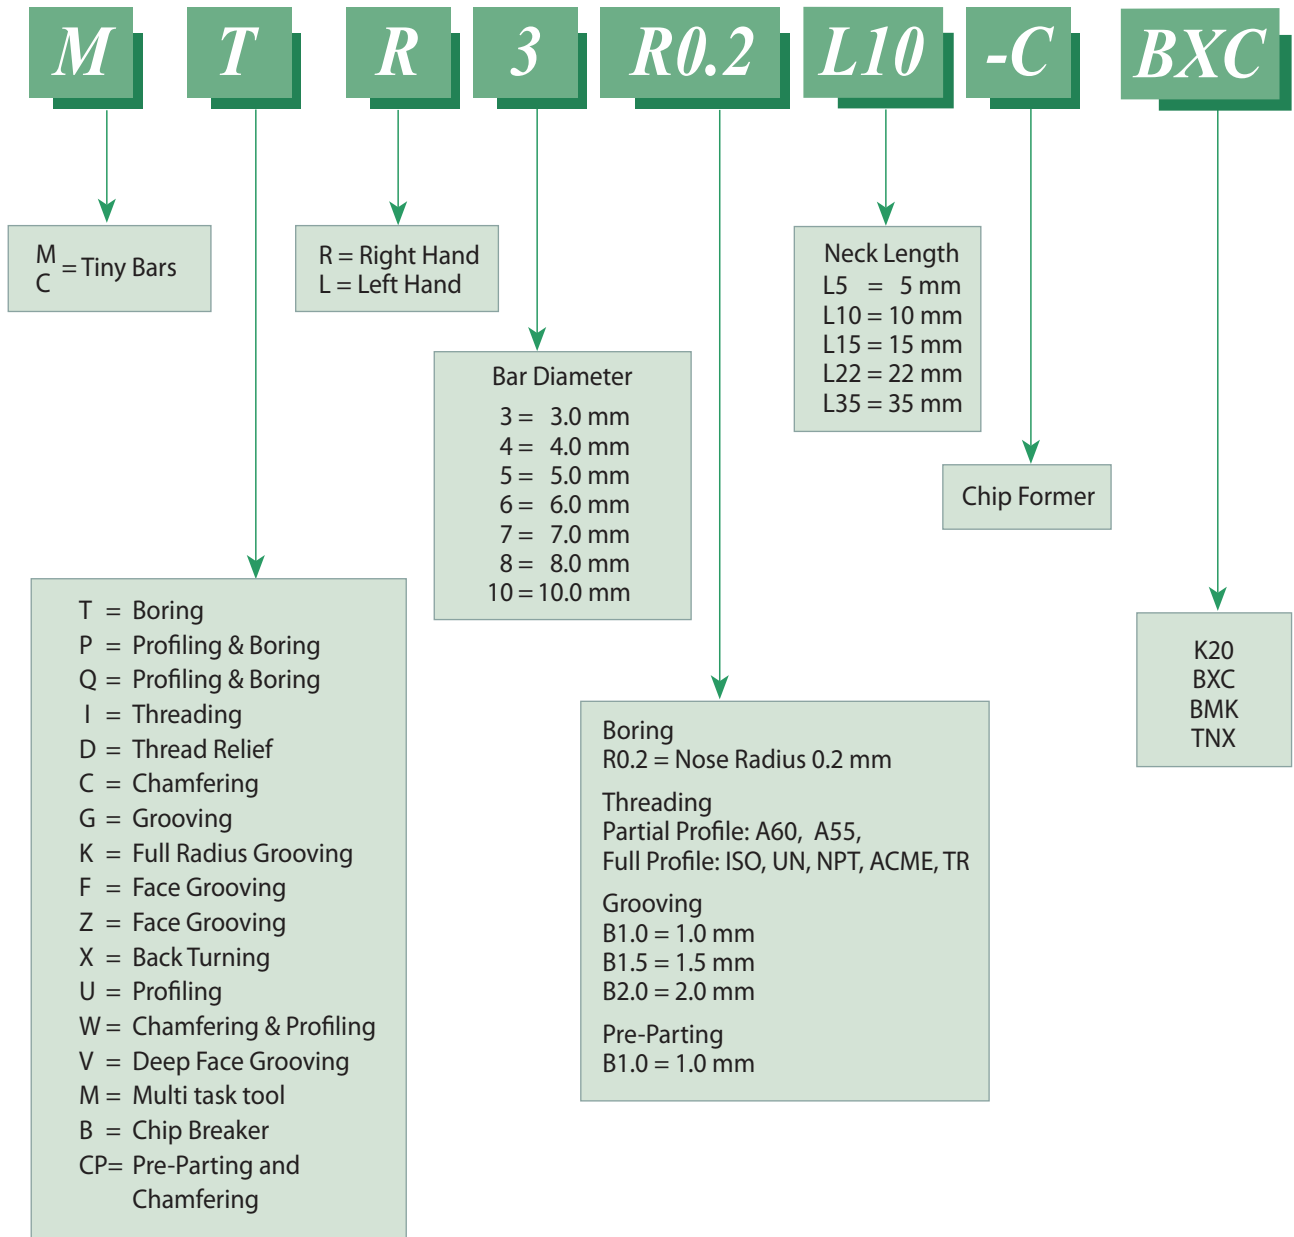 M T R 3 R0.2 L10 -C BXC
M
C = Tiny Bars
R = Right Hand
L = Left Hand
Neck Length
L5 = 5 mm
L10 = 10 mm
L15 = 15 mm
L22 = 22 mm
L35 = 35 mm
Bar Diameter
3 = 3.0 mm
4 = 4.0 mm
5 = 5.0 mm
6 = 6.0 mm
7 = 7.0 mm
8 = 8.0 mm
10 = 10.0 mm
Chip Former
T = Boring
P = Profiling & Boring
Q = Profiling & Boring
I = Threading
D = Thread Relief
C = Chamfering
G = Grooving
K = Full Radius Grooving
F = Face Grooving
Z = Face Grooving
X = Back Turning
U = Profiling
W = Chamfering & Profiling
V = Deep Face Grooving
M = Multi task tool
B = Chip Breaker
CP= Pre-Parting and
Chamfering
Boring
R0.2 = Nose Radius 0.2 mm
Threading
Partial Profile: A60, A55,
Full Profile: ISO, UN, NPT, ACME, TR
Grooving
B1.0 = 1.0 mm
B1.5 = 1.5 mm
B2.0 = 2.0 mm
Pre-Parting
B1.0 = 1.0 mm
K20
BXC
BMK
TNX